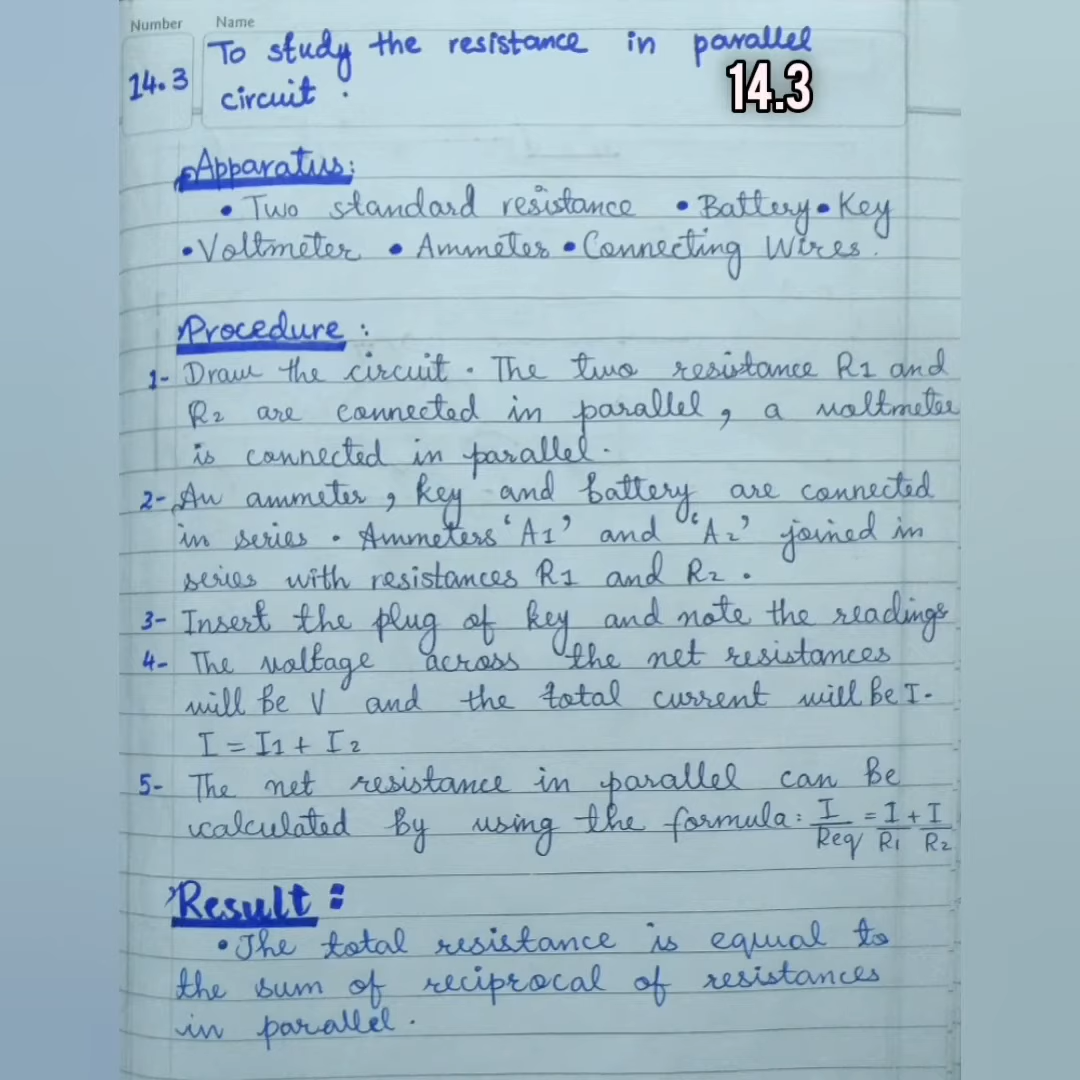 Number Name
14.3 To study the resistance in parallel
circuit.
14.3
Apparatus:
• Two standard resistance • Battery • Key
• Voltmeter • Ammeter • Connecting Wires.
Procedure:
1- Draw the circuit. The two resistance R1 and
R2 are connected in parallel, a voltmeter
is connected in parallel.
2- An ammeter, key and battery are connected
in series. Ammeters 'A1' and 'A2' joined in
series with resistances R1 and R2.
3- Insert the plug of key and note the readings
4- The voltage across the net resistances
will be V and the total current will be I.
I = I1 + I2
5- The net resistance in parallel can be
calculated by using the formula: I/Req = I/R1 + I/R2
Result:
• The total resistance is equal to
the sum of reciprocal of resistances
in parallel.